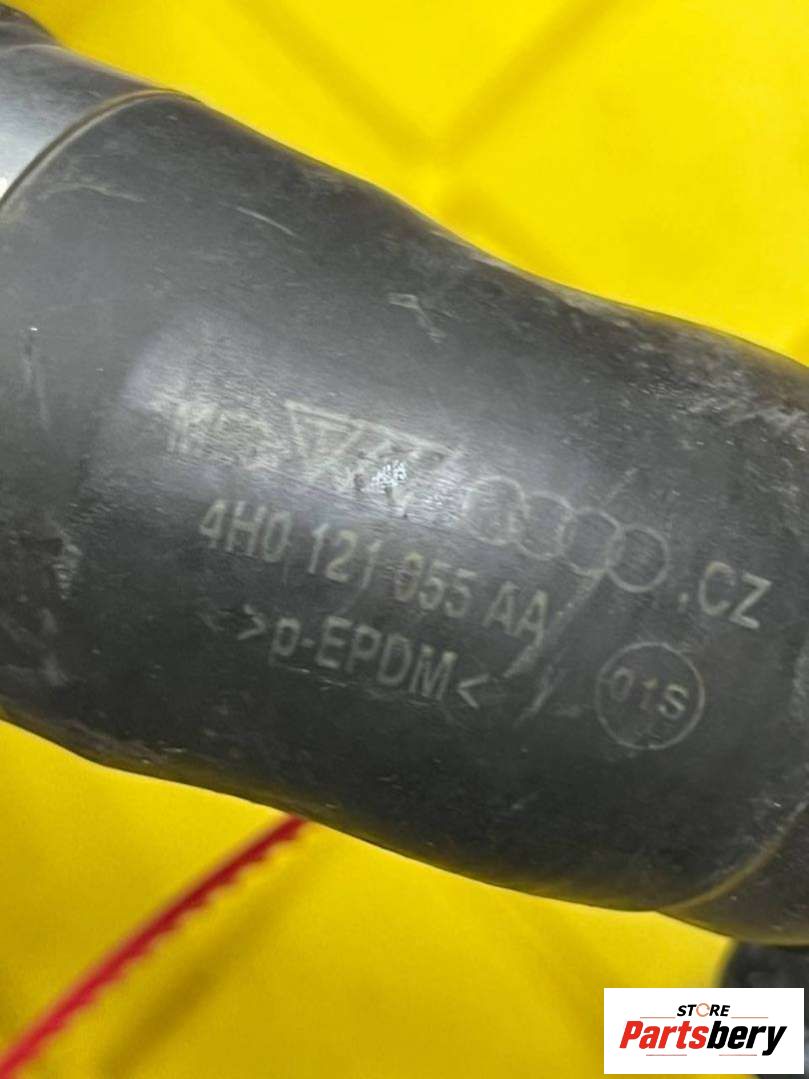 4H0 121 055 AA
.CZ
>p-EPDM<
01S
STORE
Partsbery